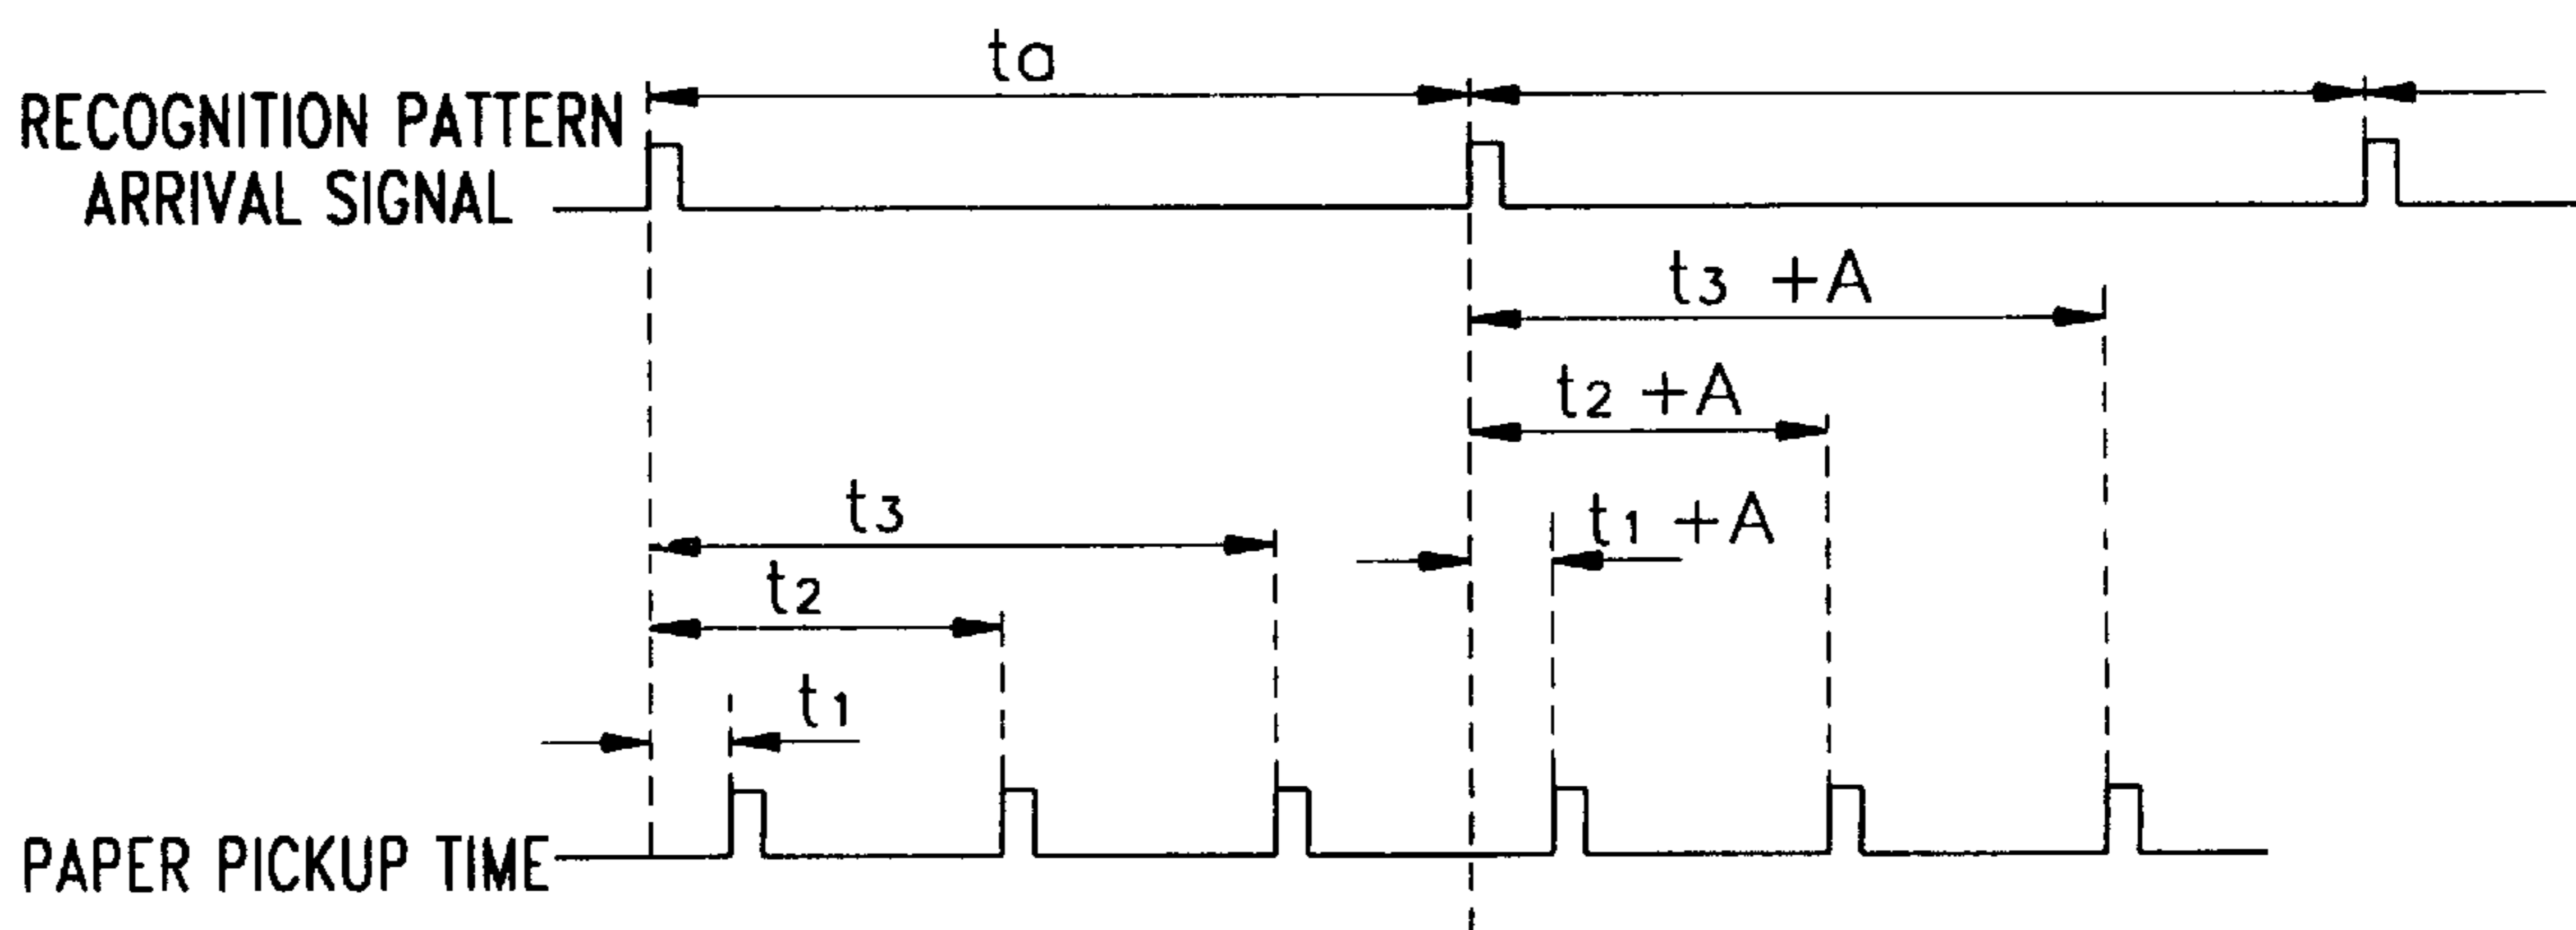 ta
RECOGNITION PATTERN
ARRIVAL SIGNAL
t3 +A
t2 +A
t3
t1 +A
t2
t1
PAPER PICKUP TIME